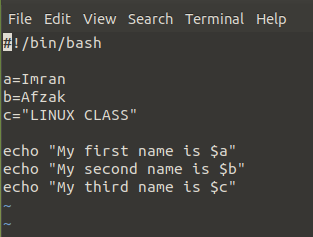 File Edit View Search Terminal Help
#!/bin/bash
a=Imran
b=Afzak
c="LINUX CLASS"
echo "My first name is $a"
echo "My second name is $b"
echo "My third name is $c"
~
~